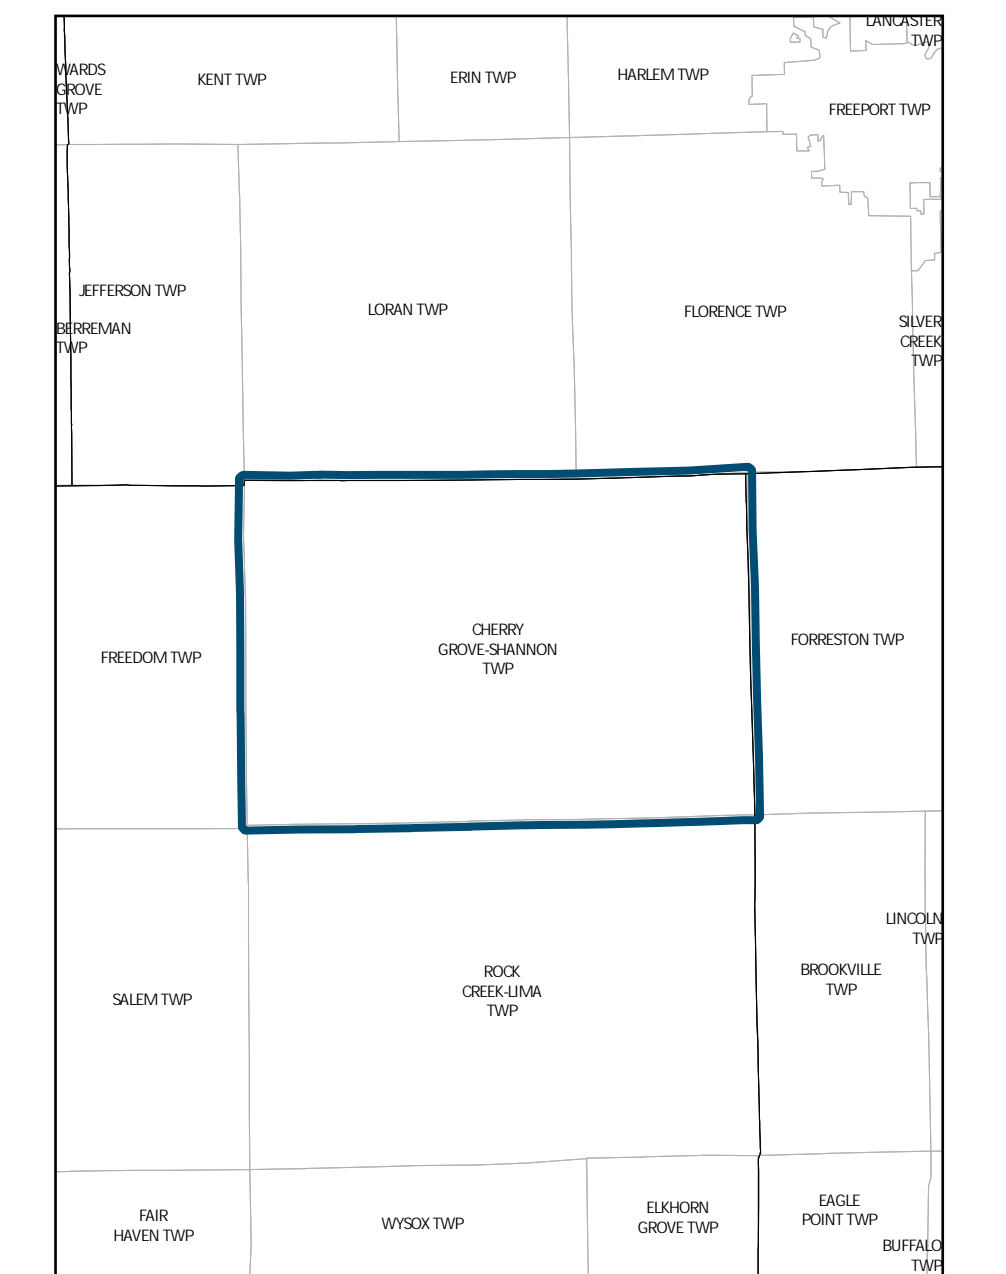 LANCASTER
TWP
WARDS
GROVE
TWP
KENT TWP
ERIN TWP
HARLEM TWP
FREEPORT TWP
JEFFERSON TWP
BERREMAN
TWP
LORAN TWP
FLORENCE TWP
SILVER
CREEK
TWP
FREEDOM TWP
CHERRY
GROVE-SHANNON
TWP
FORRESTON TWP
LINCOLN
TWP
SALEM TWP
ROCK
CREEK-LIMA
TWP
BROOKVILLE
TWP
FAIR
HAVEN TWP
WYSOX TWP
ELKHORN
GROVE TWP
EAGLE
POINT TWP
BUFFALO
TWP